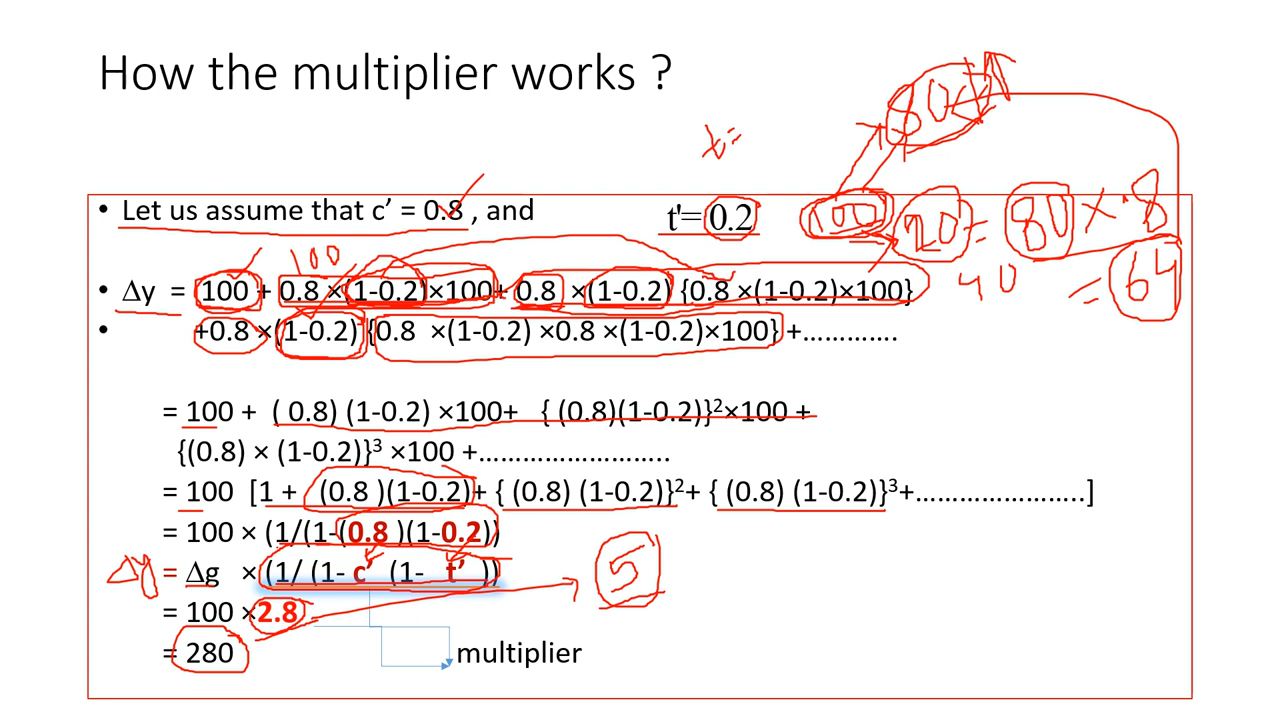 How the multiplier works ?
t=
80
• Let us assume that c’ = 0.8 , and t'= 0.2 100 20 = 80 × .8
100 40 = 64
• Δy = 100 + 0.8 ×(1-0.2)×100+ 0.8 ×(1-0.2) {0.8 ×(1-0.2)×100}
• +0.8 ×(1-0.2) {0.8 ×(1-0.2) ×0.8 ×(1-0.2)×100} +………….
= 100 + ( 0.8) (1-0.2) ×100+ { (0.8)(1-0.2)}²×100 +
{(0.8) × (1-0.2)}³ ×100 +……………………..
= 100 [1 + (0.8 )(1-0.2)+ { (0.8) (1-0.2)}²+ { (0.8) (1-0.2)}³+…………………..]
= 100 × (1/(1-(0.8 )(1-0.2))
Δy = Δg × (1/ (1- c’ (1- t’ )) 5
= 100 ×2.8
= 280 multiplier